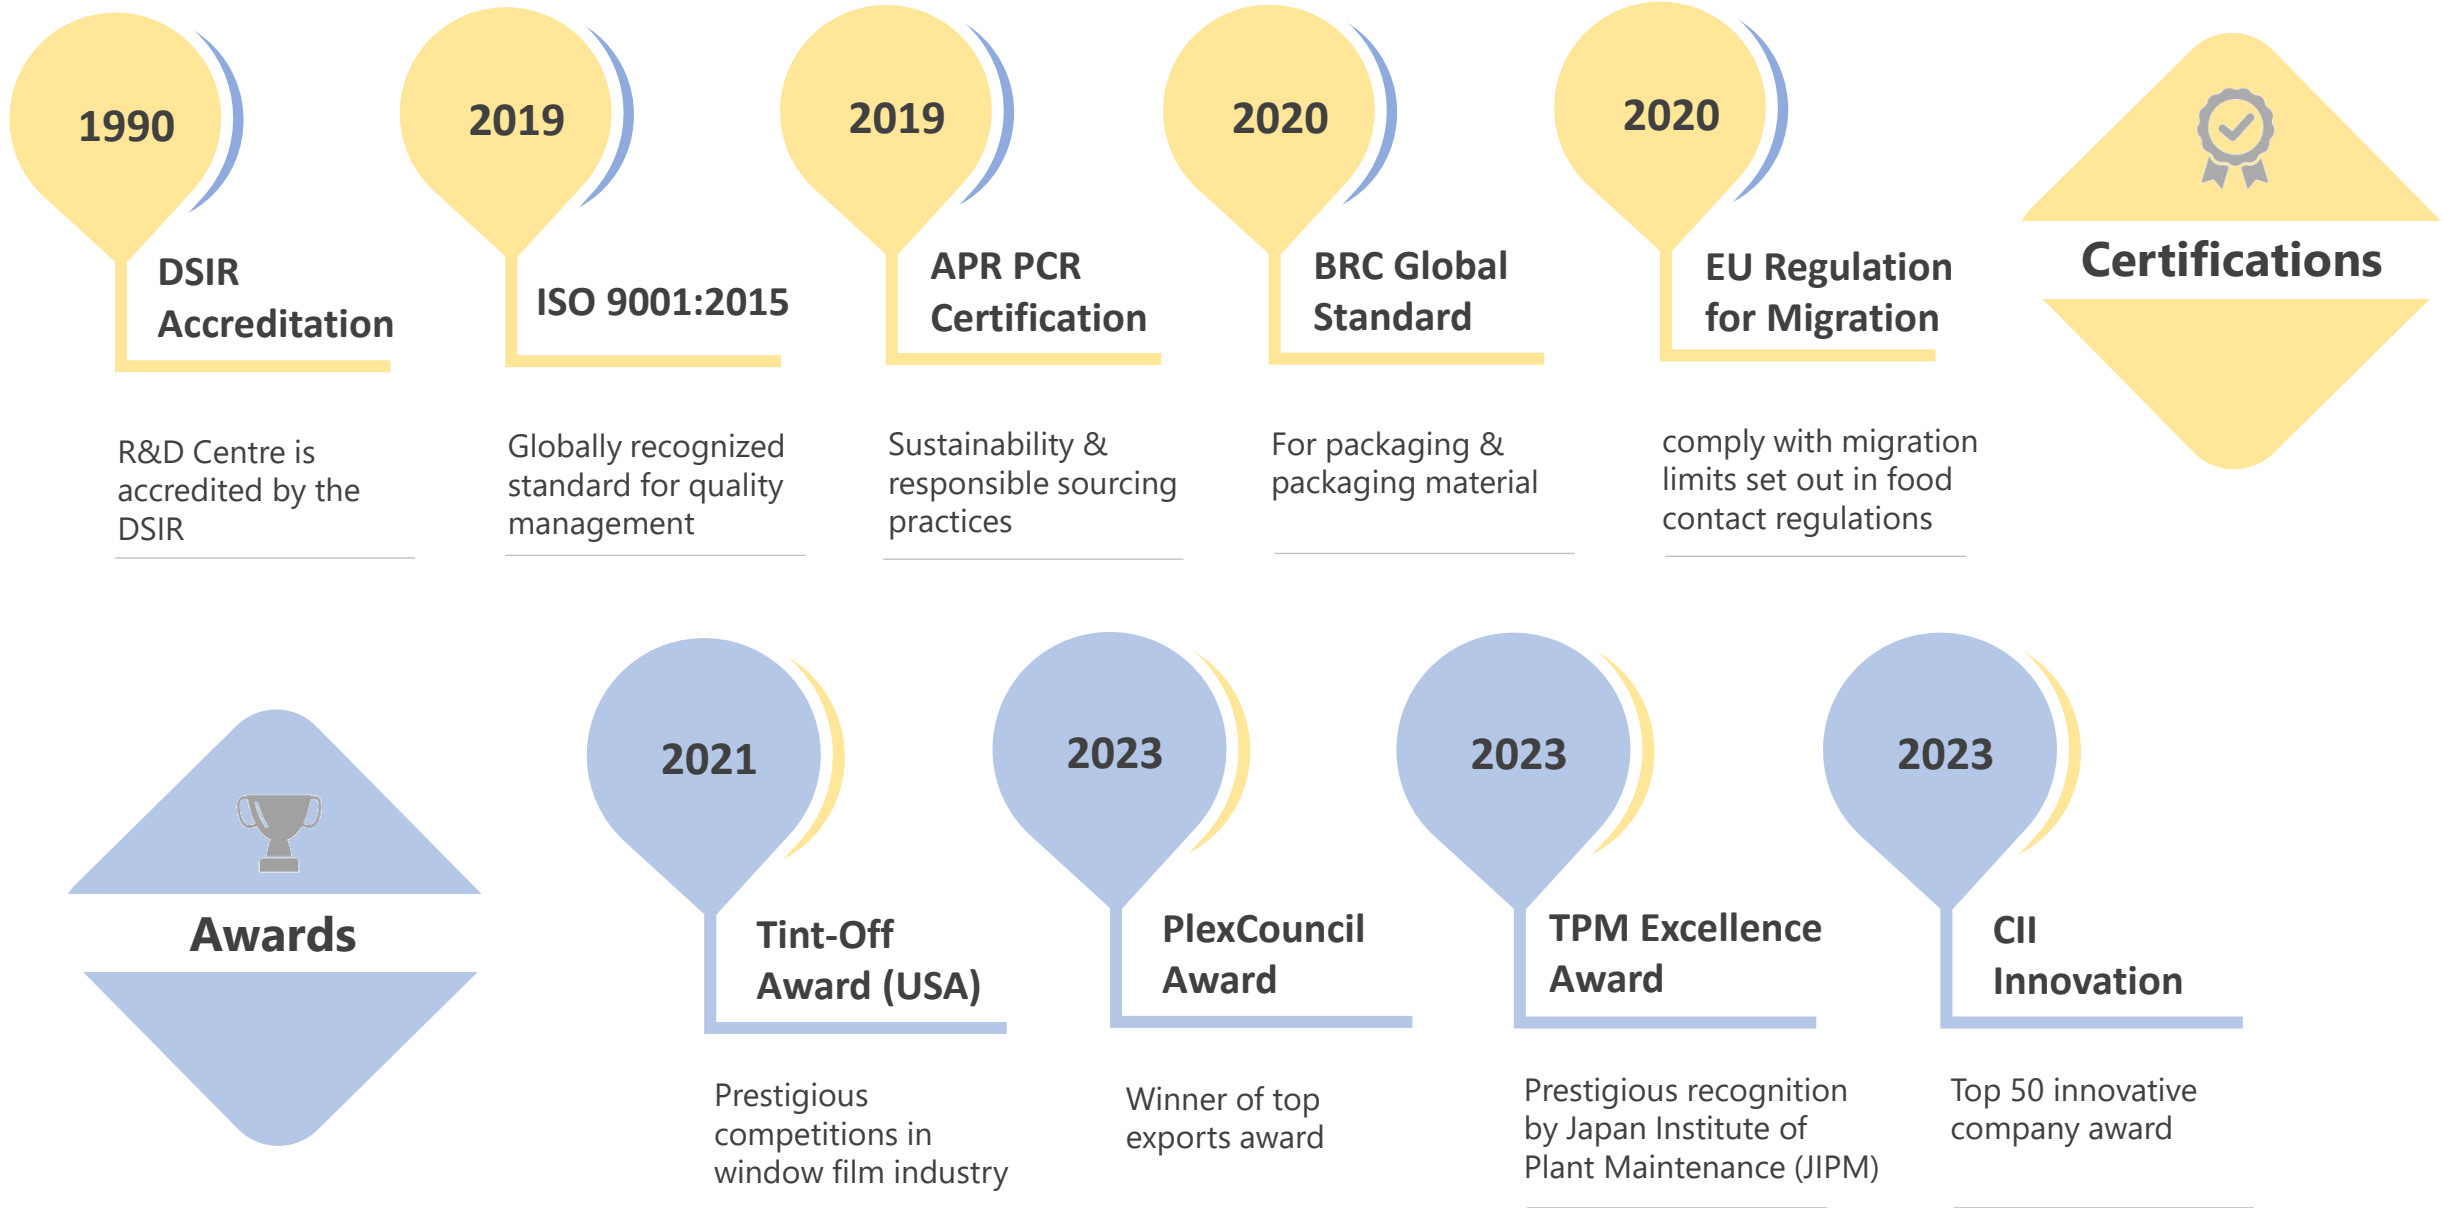 1990
DSIR
Accreditation
R&D Centre is
accredited by the
DSIR
2019
ISO 9001:2015
Globally recognized
standard for quality
management
2019
APR PCR
Certification
Sustainability &
responsible sourcing
practices
2020
BRC Global
Standard
For packaging &
packaging material
2020
EU Regulation
for Migration
comply with migration
limits set out in food
contact regulations
Certifications
Awards
2021
Tint-Off
Award (USA)
Prestigious
competitions in
window film industry
2023
PlexCouncil
Award
Winner of top
exports award
2023
TPM Excellence
Award
Prestigious recognition
by Japan Institute of
Plant Maintenance (JIPM)
2023
CII
Innovation
Top 50 innovative
company award